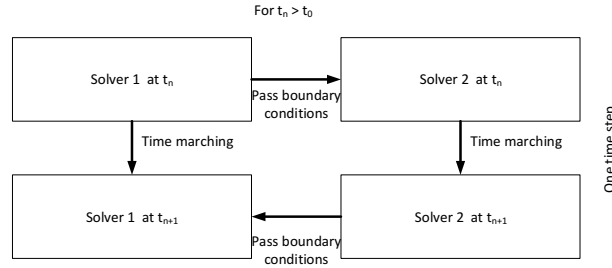 For tn > t0
Solver 1 at tn
Solver 2 at tn
Pass boundary
conditions
Time marching
Time marching
One time step
Solver 1 at tn+1
Solver 2 at tn+1
Pass boundary
conditions